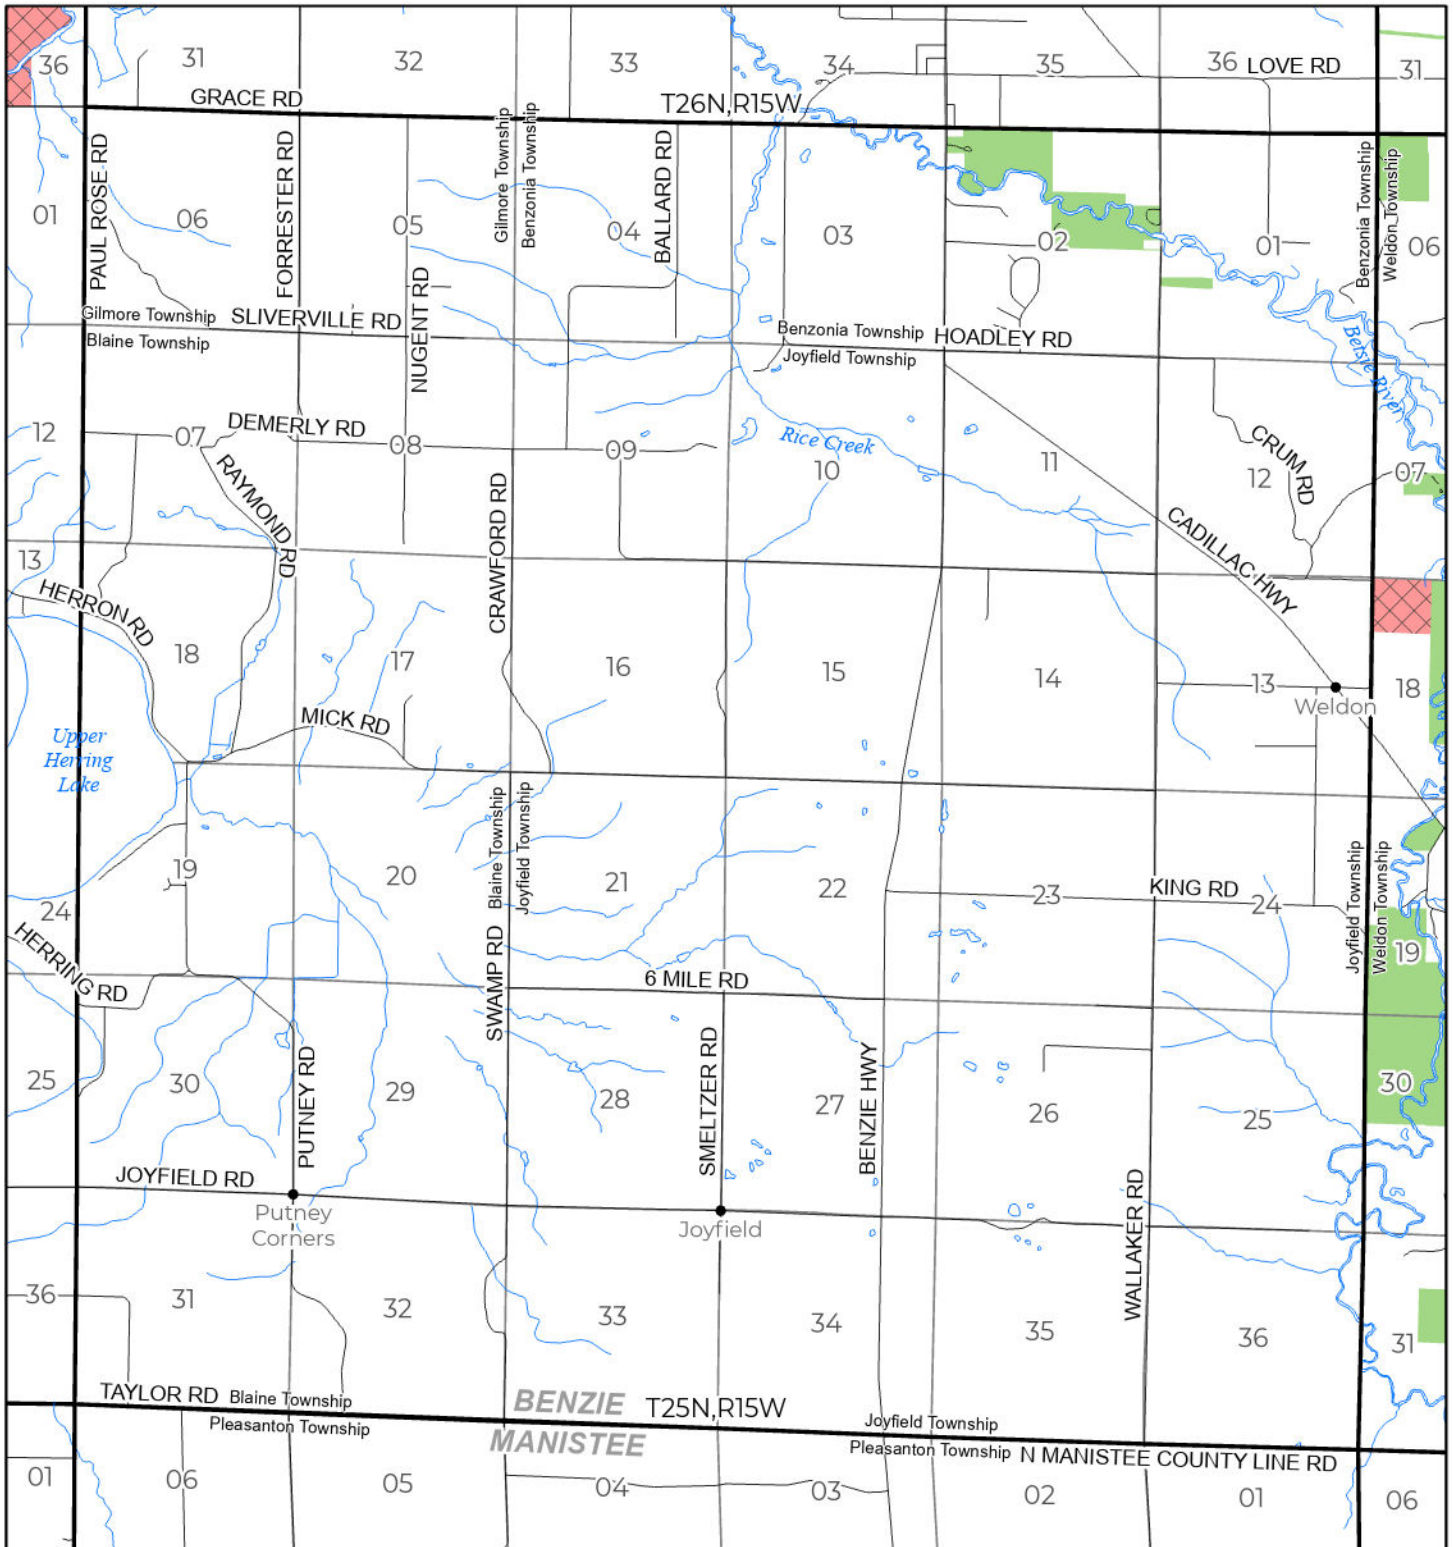 36
31
32
33
34
35
36
LOVE RD
31
GRACE RD
T26N,R15W
Gilmore Township
Benzonia Township
PAUL ROSE RD
FORRESTER RD
BALLARD RD
Benzonia Township
Weldon Township
01
06
05
04
03
02
01
06
NUGENT RD
Gilmore Township
SLIVERVILLE RD
Blaine Township
Benzonia Township
HOADLEY RD
Joyfield Township
Betsie River
12
07
DEMERLY RD
08
09
Rice Creek
10
11
12
CRUM RD
07
RAYMOND RD
CRAWFORD RD
CADILLAC HWY
13
HERRON RD
18
17
16
15
14
13
18
Weldon
MICK RD
Upper
Herring
Lake
Blaine Township
Joyfield Township
19
20
21
22
23
KING RD
24
Joyfield Township
Weldon Township
24
HERRING RD
SWAMP RD
6 MILE RD
19
25
30
PUTNEY RD
29
28
SMELTZER RD
27
BENZIE HWY
26
25
30
JOYFIELD RD
Putney
Corners
Joyfield
WALLAKER RD
36
31
32
33
34
35
36
31
TAYLOR RD
Blaine Township
BENZIE
T25N,R15W
Joyfield Township
Pleasanton Township
MANISTEE
Pleasanton Township
N MANISTEE COUNTY LINE RD
01
06
05
04
03
02
01
06